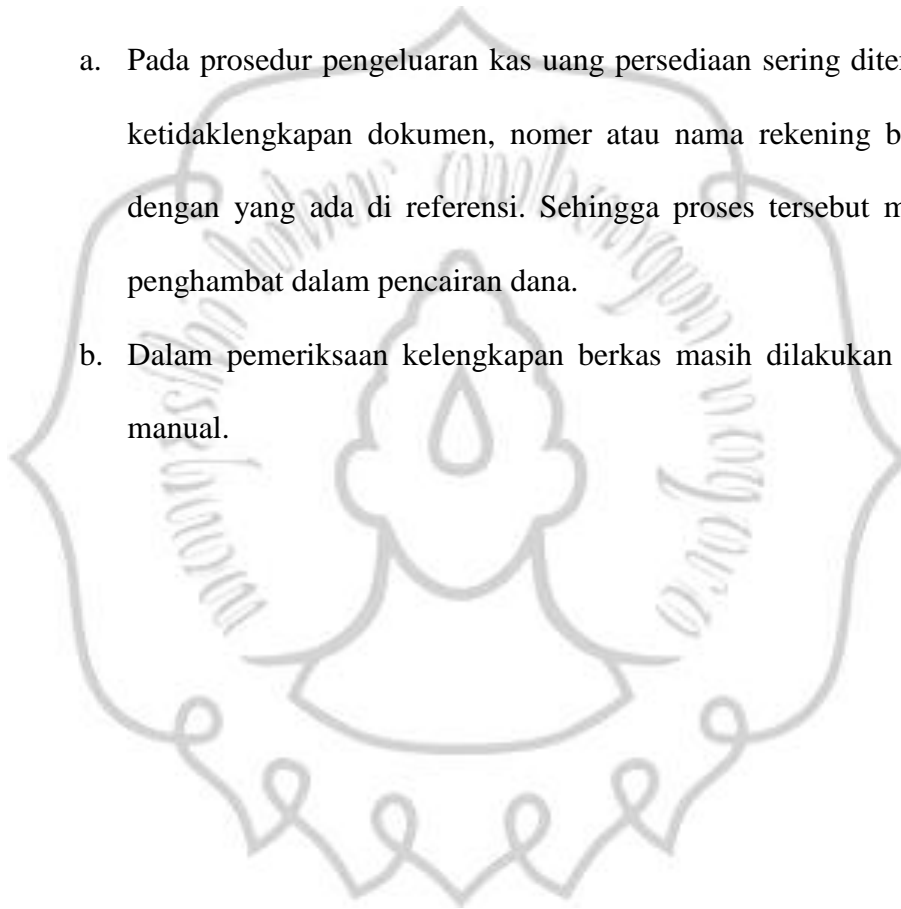 a. Pada prosedur pengeluaran kas uang persediaan sering dite
ketidaklengkapan dokumen, nomer atau nama rekening b
dengan yang ada di referensi. Sehingga proses tersebut m
penghambat dalam pencairan dana.
b. Dalam pemeriksaan kelengkapan berkas masih dilakukan
manual.